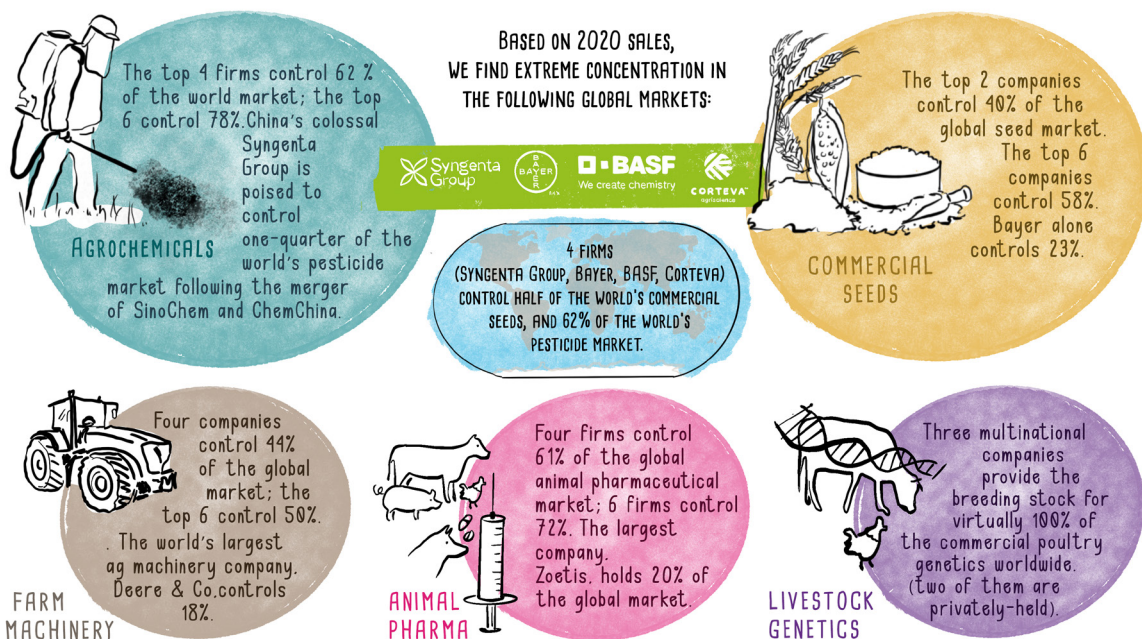 The top 4 firms control 62 %
of the world market; the top
6 control 78%.China's colossal
Syngenta
Group is
poised to
control
one-quarter of the
world's pesticide
market following the merger
of SinoChem and ChemChina.
AGROCHEMICALS
BASED ON 2020 SALES,
WE FIND EXTREME CONCENTRATION IN
THE FOLLOWING GLOBAL MARKETS:
Syngenta
Group
BAYER
BAYER
BASF
We create chemistry
CORTEVA
agriscience
4 FIRMS
(SYNGENTA GROUP, BAYER, BASF, CORTEVA)
CONTROL HALF OF THE WORLD'S COMMERCIAL
SEEDS, AND 62% OF THE WORLD'S
PESTICIDE MARKET.
The top 2 companies
control 40% of the
global seed market.
The top 6
companies
control 58%.
Bayer alone
controls 23%.
COMMERCIAL
SEEDS
Four companies
control 44%
of the global
market; the
top 6 control 50%.
. The world's largest
ag machinery company.
Deere & Co.controls
18%.
FARM
MACHINERY
Four firms control
61% of the global
animal pharmaceutical
market; 6 firms control
72%. The largest
company.
Zoetis, holds 20% of
the global market.
ANIMAL
PHARMA
Three multinational
companies
provide the
breeding stock for
virtually 100% of
the commercial poultry
genetics worldwide.
(two of them are
privately-held).
LIVESTOCK
GENETICS